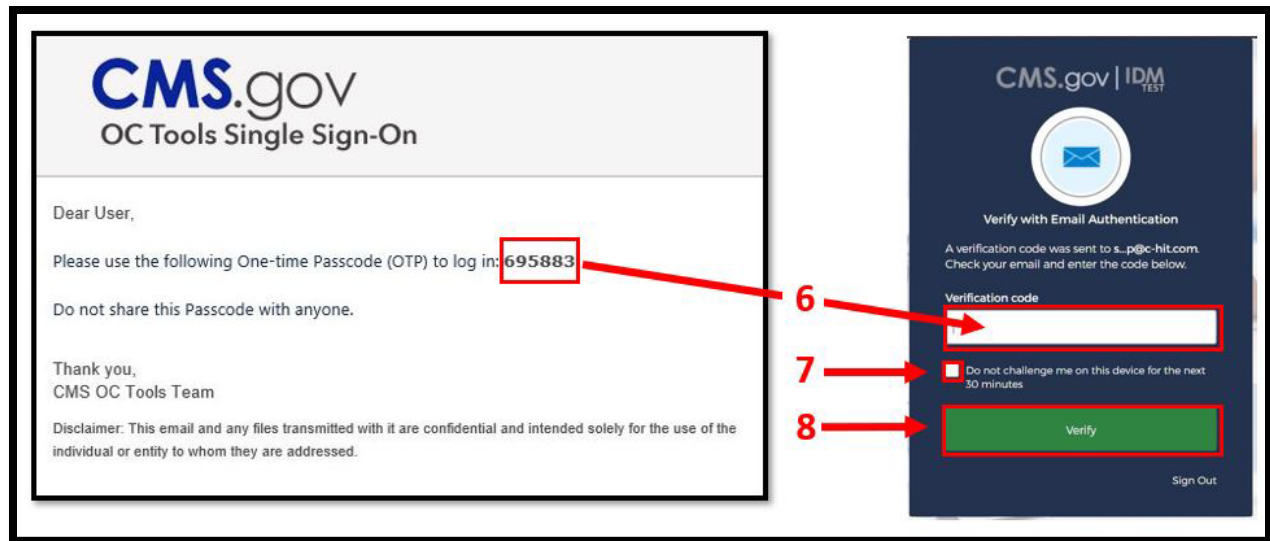 CMS.gov
OC Tools Single Sign-On
Dear User,
Please use the following One-time Passcode (OTP) to log in: 695883
Do not share this Passcode with anyone.
Thank you,
CMS OC Tools Team
Disclaimer: This email and any files transmitted with it are confidential and intended solely for the use of the
individual or entity to whom they are addressed.
6
7
8
CMS.gov | IDM
TEST
Verify with Email Authentication
A verification code was sent to s...p@c-hit.com.
Check your email and enter the code below.
Verification code
Do not challenge me on this device for the next
30 minutes
Verify
Sign Out